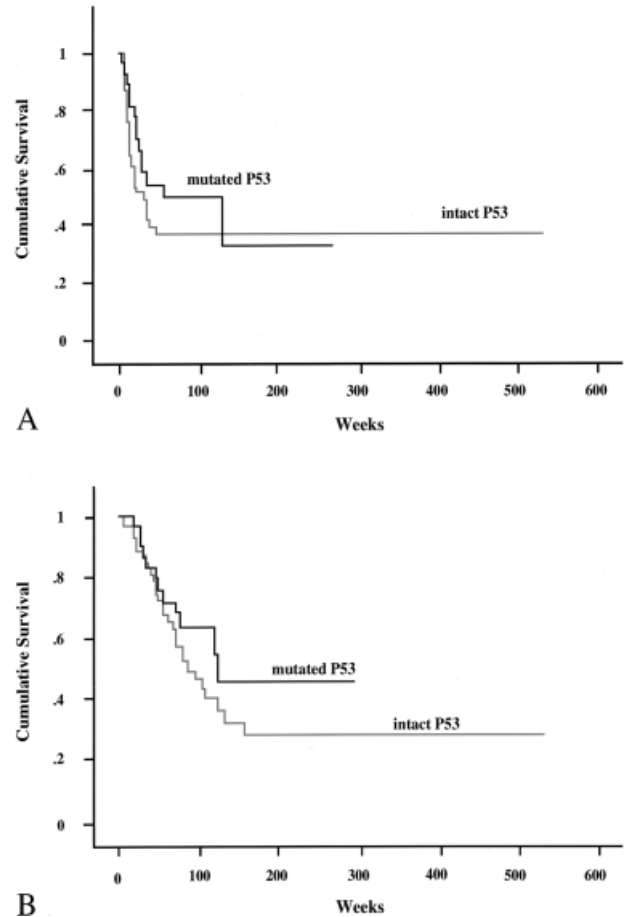 1
.8
.6
.4
.2
0
Cumulative Survival
mutated P53
intact P53
0 100 200 300 400 500 600
Weeks
A
1
.8
.6
.4
.2
0
Cumulative Survival
mutated P53
intact P53
0 100 200 300 400 500 600
Weeks
B